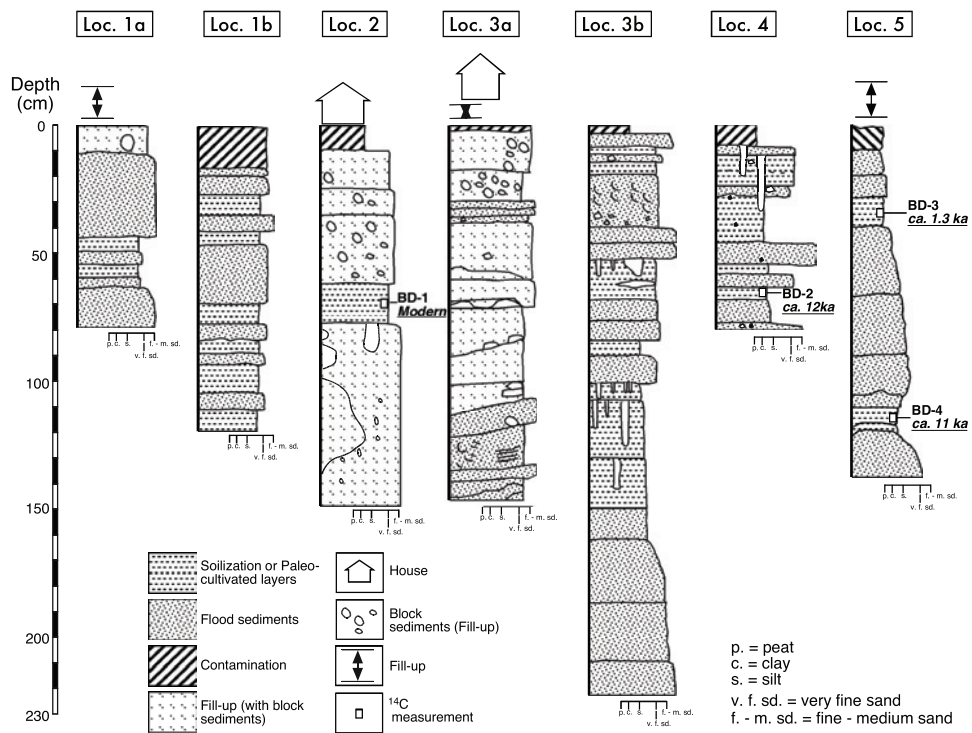 Loc. 1a
Loc. 1b
Loc. 2
Loc. 3a
Loc. 3b
Loc. 4
Loc. 5
Depth
(cm)
0
50
100
150
200
230
BD-1
Modern
BD-2
ca. 12ka
BD-3
ca. 1.3 ka
BD-4
ca. 11 ka
p. c. s. f. - m. sd.
v. f. sd.
p. c. s. f. - m. sd.
v. f. sd.
p. c. s. f. - m. sd.
v. f. sd.
p. c. s. f. - m. sd.
v. f. sd.
p. c. s. f. - m. sd.
v. f. sd.
p. c. s. f. - m. sd.
v. f. sd.
p. c. s. f. - m. sd.
v. f. sd.
Soilization or Paleo-
cultivated layers
Flood sediments
Contamination
Fill-up (with block
sediments)
House
Block
sediments (Fill-up)
Fill-up
14C
measurement
p. = peat
c. = clay
s. = silt
v. f. sd. = very fine sand
f. - m. sd. = fine - medium sand